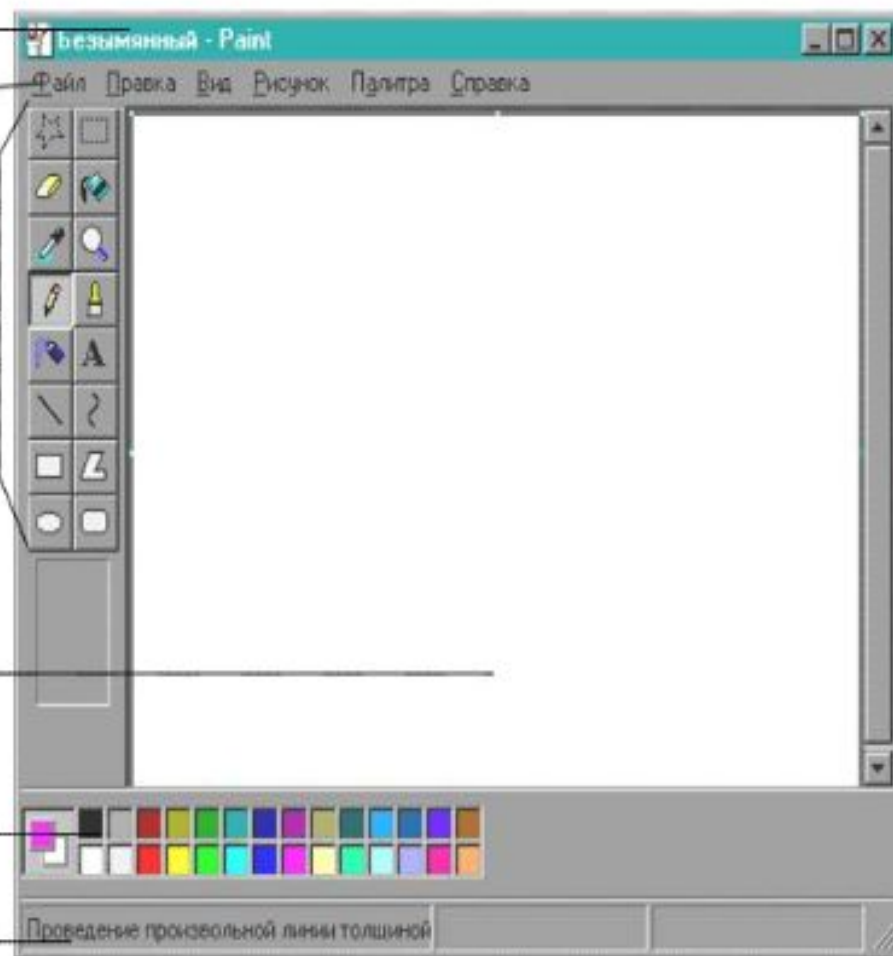 Безымянный - Paint
Файл Правка Вид Рисунок Палитра Справка
A
Проведение произвольной линии толщиной